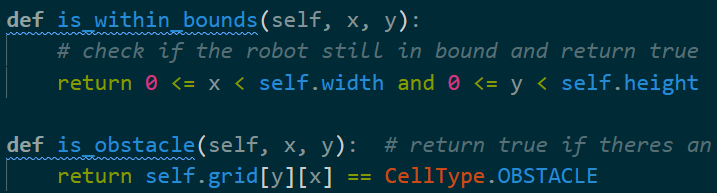 def is_within_bounds(self, x, y):
    # check if the robot still in bound and return true
    return 0 <= x < self.width and 0 <= y < self.height
def is_obstacle(self, x, y):  # return true if theres an
    return self.grid[y][x] == CellType.OBSTACLE